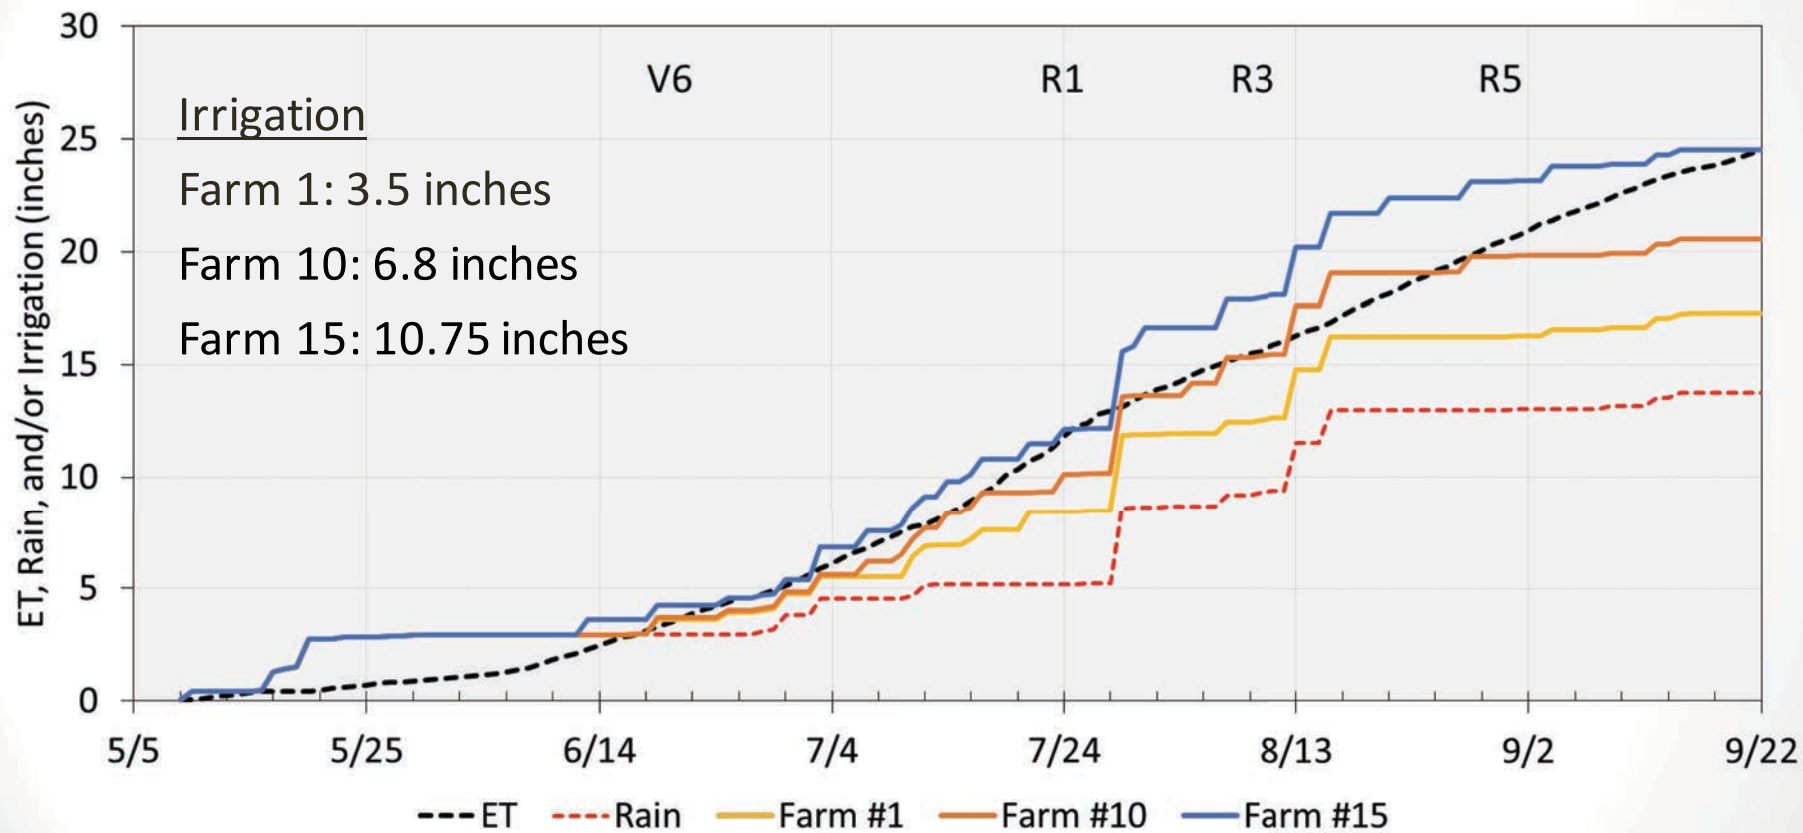 ET, Rain, and/or Irrigation (inches)
30
25
20
15
10
5
0
V6 R1 R3 R5
Irrigation
Farm 1: 3.5 inches
Farm 10: 6.8 inches
Farm 15: 10.75 inches
5/5 5/25 6/14 7/4 7/24 8/13 9/2 9/22
ET Rain Farm #1 Farm #10 Farm #15